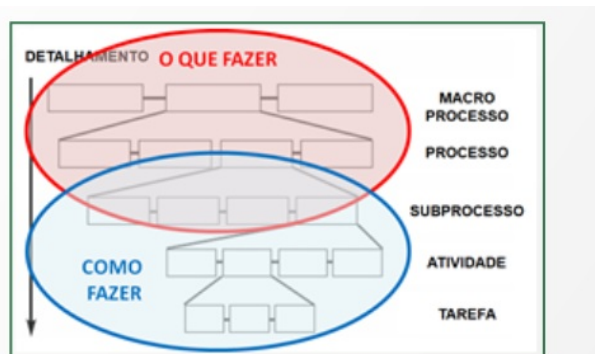 DETALHAMENTO O QUE FAZER
MACRO
PROCESSO
PROCESSO
SUBPROCESSO
COMO
FAZER
ATIVIDADE
TAREFA